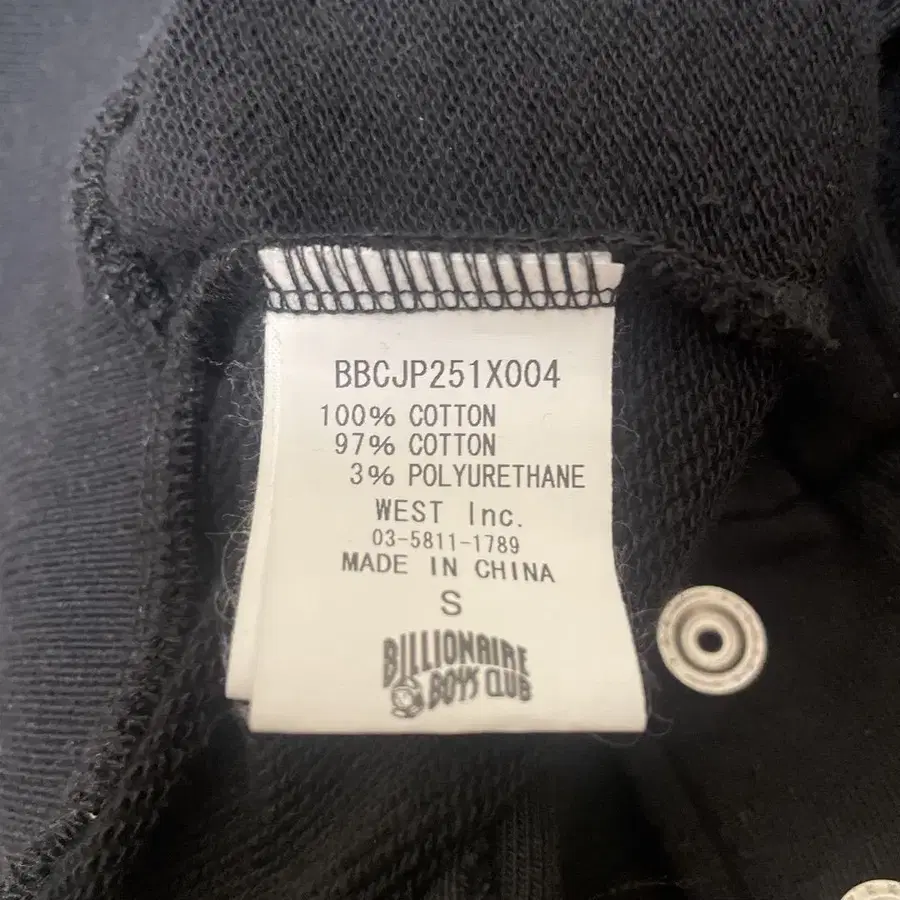 BBCJP251X004
100% COTTON
97% COTTON
3% POLYURETHANE
WEST Inc.
03-5811-1789
MADE IN CHINA
S
BILLIONAIRE
BOYS CLUB